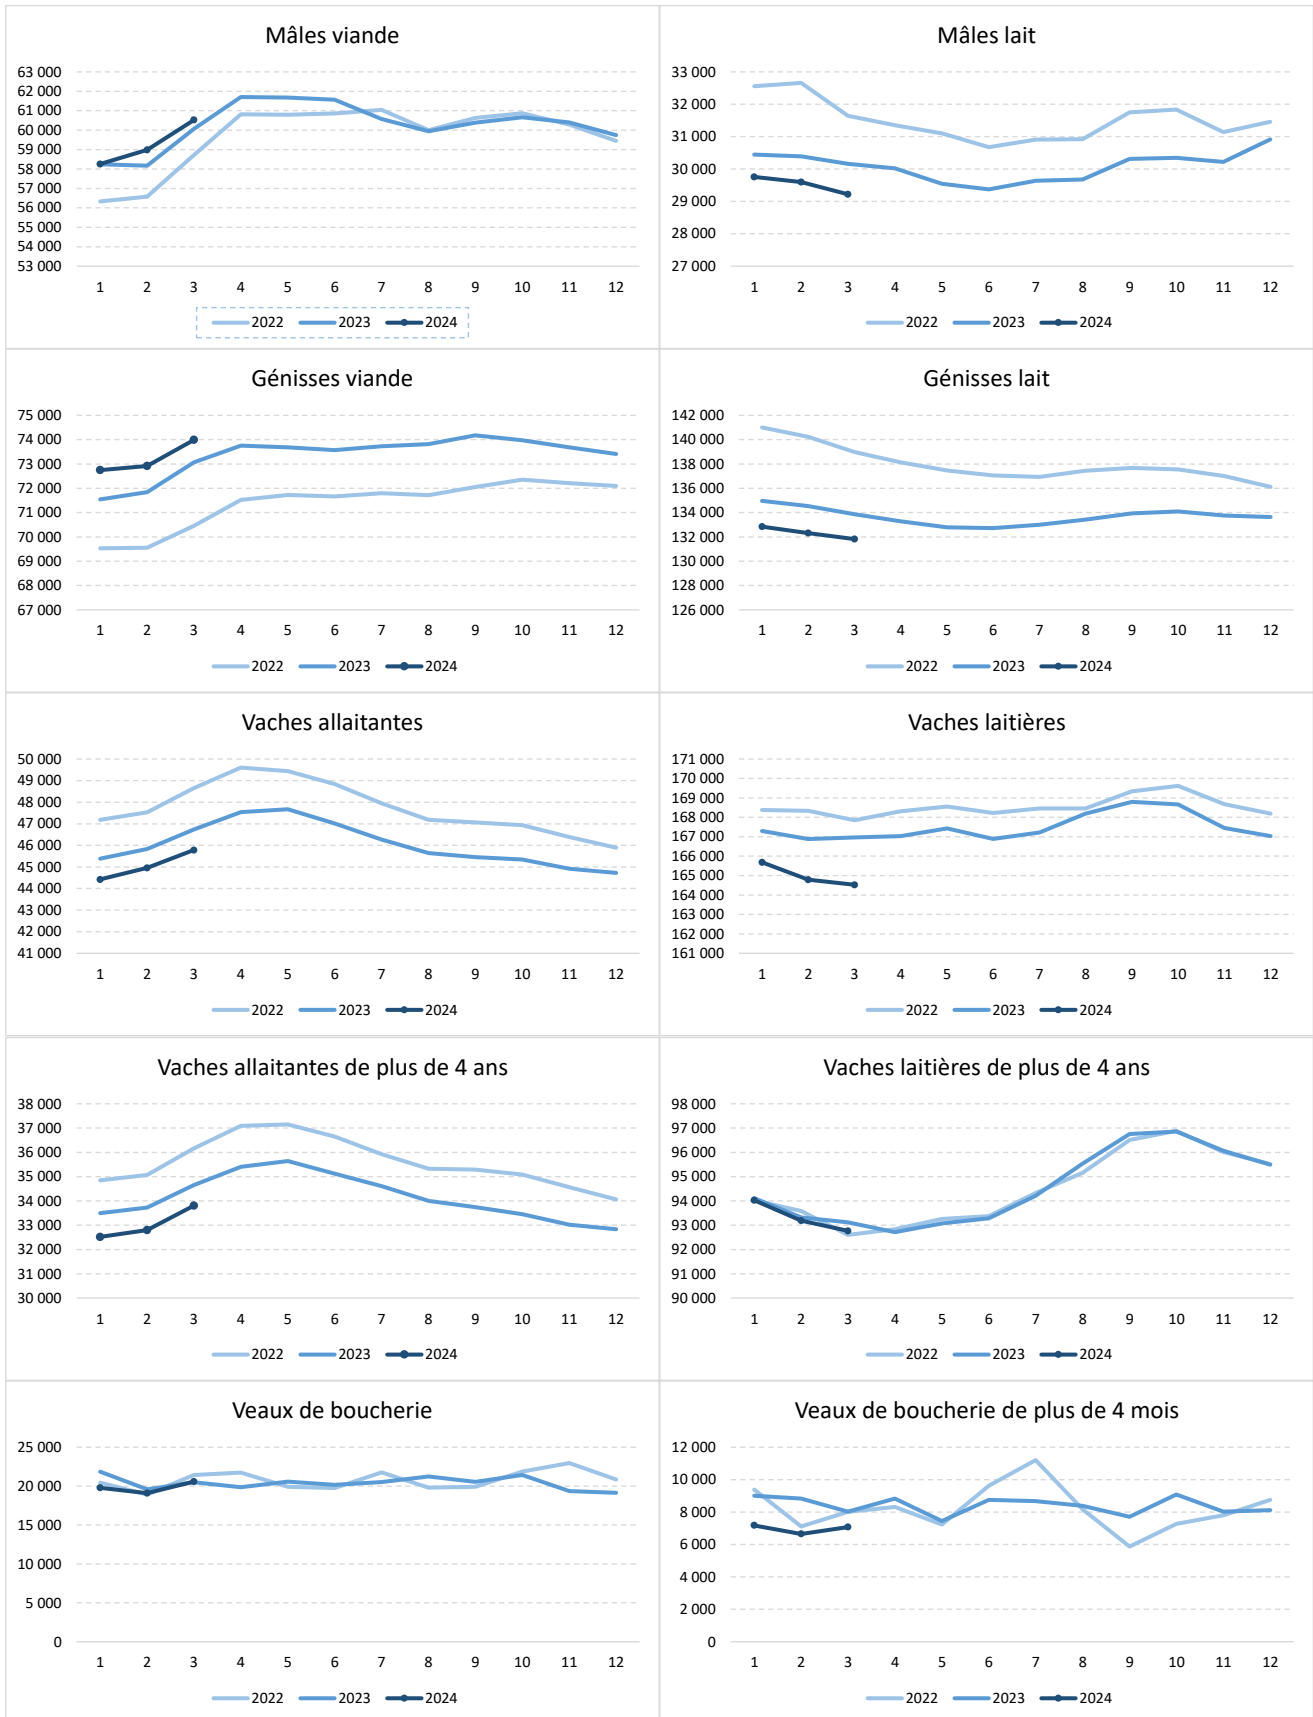 Mâles viande
63 000
62 000
61 000
60 000
59 000
58 000
57 000
56 000
55 000
54 000
53 000
1 2 3 4 5 6 7 8 9 10 11 12
2022 2023 2024
Mâles lait
33 000
32 000
31 000
30 000
29 000
28 000
27 000
1 2 3 4 5 6 7 8 9 10 11 12
2022 2023 2024
Génisses viande
75 000
74 000
73 000
72 000
71 000
70 000
69 000
68 000
67 000
1 2 3 4 5 6 7 8 9 10 11 12
2022 2023 2024
Génisses lait
142 000
140 000
138 000
136 000
134 000
132 000
130 000
128 000
126 000
1 2 3 4 5 6 7 8 9 10 11 12
2022 2023 2024
Vaches allaitantes
50 000
49 000
48 000
47 000
46 000
45 000
44 000
43 000
42 000
41 000
1 2 3 4 5 6 7 8 9 10 11 12
2022 2023 2024
Vaches laitières
171 000
170 000
169 000
168 000
167 000
166 000
165 000
164 000
163 000
162 000
161 000
1 2 3 4 5 6 7 8 9 10 11 12
2022 2023 2024
Vaches allaitantes de plus de 4 ans
38 000
37 000
36 000
35 000
34 000
33 000
32 000
31 000
30 000
1 2 3 4 5 6 7 8 9 10 11 12
2022 2023 2024
Vaches laitières de plus de 4 ans
98 000
97 000
96 000
95 000
94 000
93 000
92 000
91 000
90 000
1 2 3 4 5 6 7 8 9 10 11 12
2022 2023 2024
Veaux de boucherie
25 000
20 000
15 000
10 000
5 000
0
1 2 3 4 5 6 7 8 9 10 11 12
2022 2023 2024
Veaux de boucherie de plus de 4 mois
12 000
10 000
8 000
6 000
4 000
2 000
0
1 2 3 4 5 6 7 8 9 10 11 12
2022 2023 2024